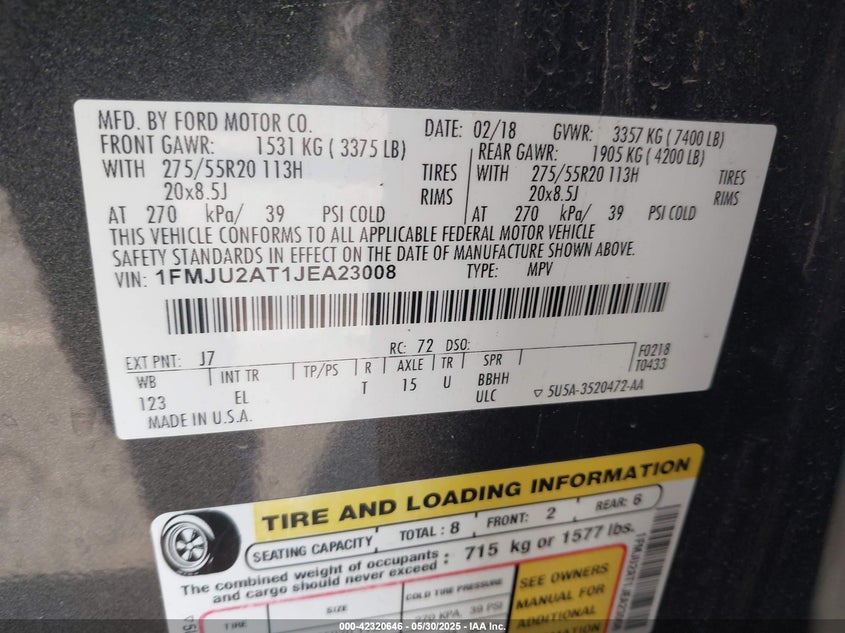 MFD. BY FORD MOTOR CO. DATE: 02/18 GVWR: 3357 KG ( 7400 LB)
FRONT GAWR: 1531 KG ( 3375 LB) REAR GAWR: 1905 KG ( 4200 LB)
WITH 275/55R20 113H TIRES WITH 275/55R20 113H TIRES
20x8.5J RIMS 20x8.5J RIMS
AT 270 kPa/ 39 PSI COLD AT 270 kPa/ 39 PSI COLD
THIS VEHICLE CONFORMS TO ALL APPLICABLE FEDERAL MOTOR VEHICLE
SAFETY STANDARDS IN EFFECT ON THE DATE OF MANUFACTURE SHOWN ABOVE.
VIN: 1FMJU2AT1JEA23008 TYPE: MPV
EXT PNT: J7 RC: 72 DSO: F0218
WB INT TR TP/PS R AXLE TR SPR T0433
123 EL T 15 U BBHH
ULC ▽ 5U5A-3520472-AA
MADE IN U.S.A.
TIRE AND LOADING INFORMATION
SEATING CAPACITY TOTAL : 8 FRONT: 2 REAR: 6
The combined weight of occupants and cargo should never exceed : 715 kg or 1577 lbs.
TIRE SIZE COLD TIRE PRESSURE SEE OWNERS
270 KPA, 39 PSI MANUAL FOR
ADDITIONAL
000-42320646 - 05/30/2025 - IAA Inc.